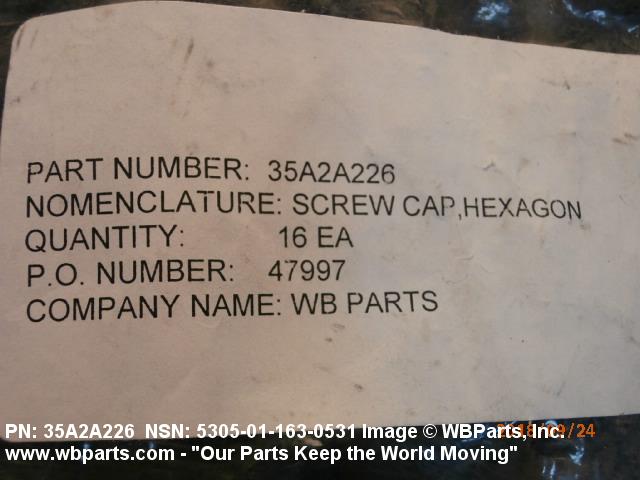 PART NUMBER: 35A2A226
NOMENCLATURE: SCREW CAP,HEXAGON
QUANTITY: 16 EA
P.O. NUMBER: 47997
COMPANY NAME: WB PARTS
PN: 35A2A226 NSN: 5305-01-163-0531 Image © WBParts, Inc.
www.wbparts.com - "Our Parts Keep the World Moving"